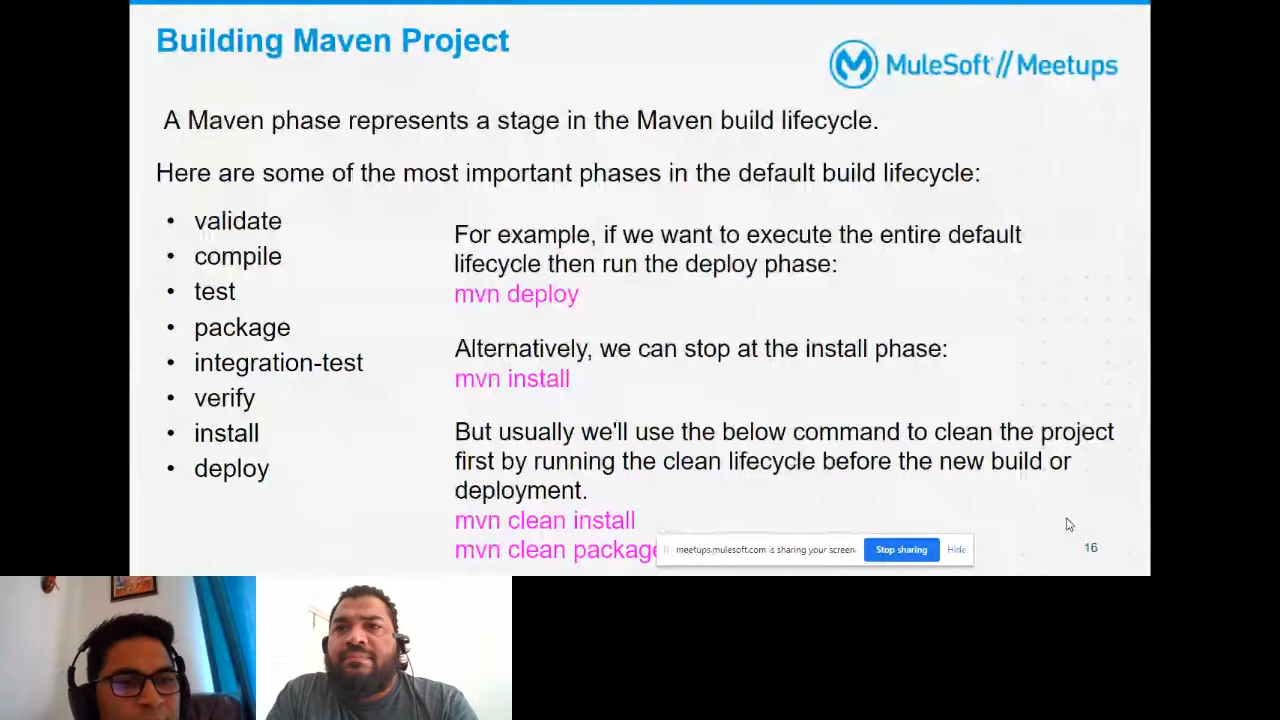 Building Maven Project
MuleSoft // Meetups
A Maven phase represents a stage in the Maven build lifecycle.
Here are some of the most important phases in the default build lifecycle:
• validate
• compile
• test
• package
• integration-test
• verify
• install
• deploy
For example, if we want to execute the entire default
lifecycle then run the deploy phase:
mvn deploy
Alternatively, we can stop at the install phase:
mvn install
But usually we'll use the below command to clean the project
first by running the clean lifecycle before the new build or
deployment.
mvn clean install
mvn clean package
meetups.mulesoft.com is sharing your screen. Stop sharing Hide
16